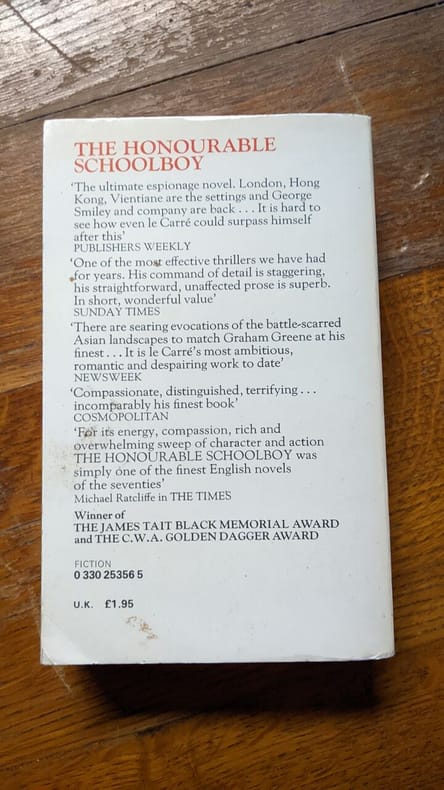 THE HONOURABLE
SCHOOLBOY
‘The ultimate espionage novel. London, Hong
Kong, Vientiane are the settings and George
Smiley and company are back . . . It is hard to
see how even le Carré could surpass himself
after this’
PUBLISHERS WEEKLY
‘One of the most effective thrillers we have had
for years. His command of detail is staggering,
his straightforward, unaffected prose is superb.
In short, wonderful value’
SUNDAY TIMES
‘There are searing evocations of the battle-scarred
Asian landscapes to match Graham Greene at his
finest . . . It is le Carré’s most ambitious,
romantic and despairing work to date’
NEWSWEEK
‘Compassionate, distinguished, terrifying . . .
incomparably his finest book’
COSMOPOLITAN
‘For its energy, compassion, rich and
overwhelming sweep of character and action
THE HONOURABLE SCHOOLBOY was
simply one of the finest English novels
of the seventies’
Michael Ratcliffe in THE TIMES
Winner of
THE JAMES TAIT BLACK MEMORIAL AWARD
and THE C.W.A. GOLDEN DAGGER AWARD
FICTION
0 330 25356 5
U.K. £1.95